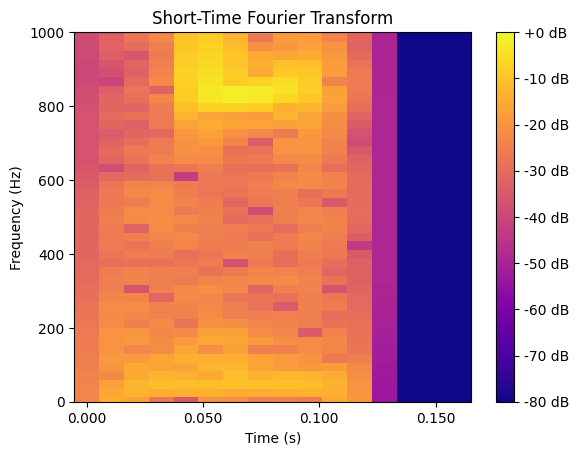 Short-Time Fourier Transform
1000
800
600
400
200
0
Frequency (Hz)
0.000
0.050
0.100
0.150
Time (s)
+0 dB
-10 dB
-20 dB
-30 dB
-40 dB
-50 dB
-60 dB
-70 dB
-80 dB